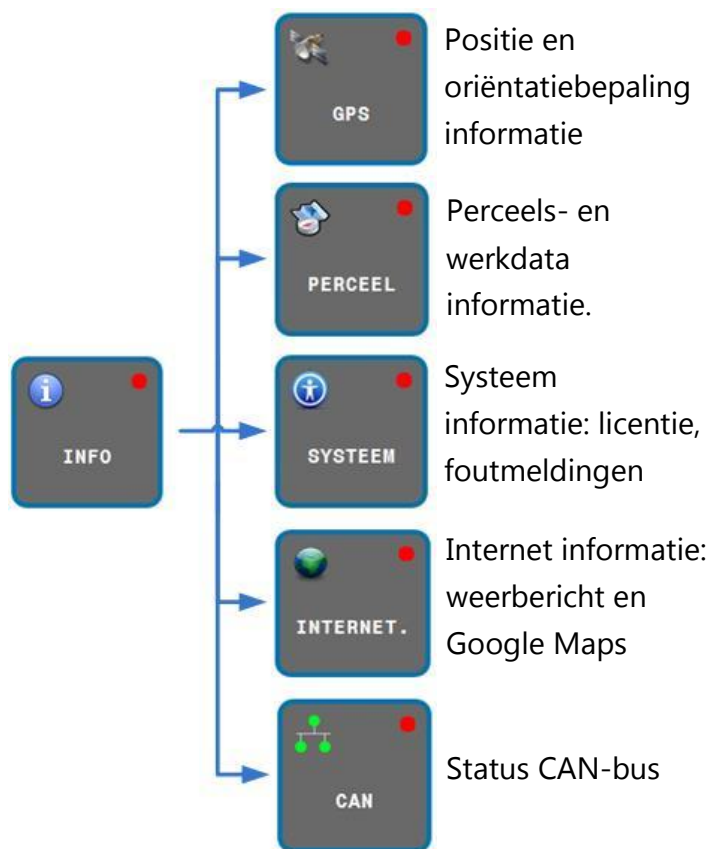 GPS
Positie en
oriëntatiebepaling
informatie
PERCEEL
Perceels- en
werkdata
informatie.
INFO
SYSTEEM
Systeem
informatie: licentie,
foutmeldingen
INTERNET.
Internet informatie:
weerbericht en
Google Maps
CAN
Status CAN-bus